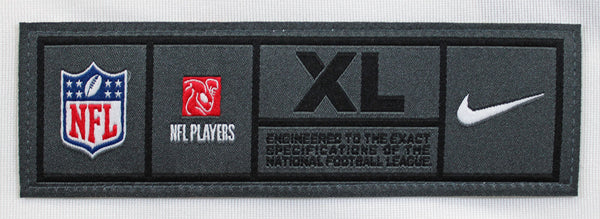 NFL
NFL PLAYERS
XL
ENGINEERED TO THE EXACT
SPECIFICATIONS OF THE
NATIONAL FOOTBALL LEAGUE.